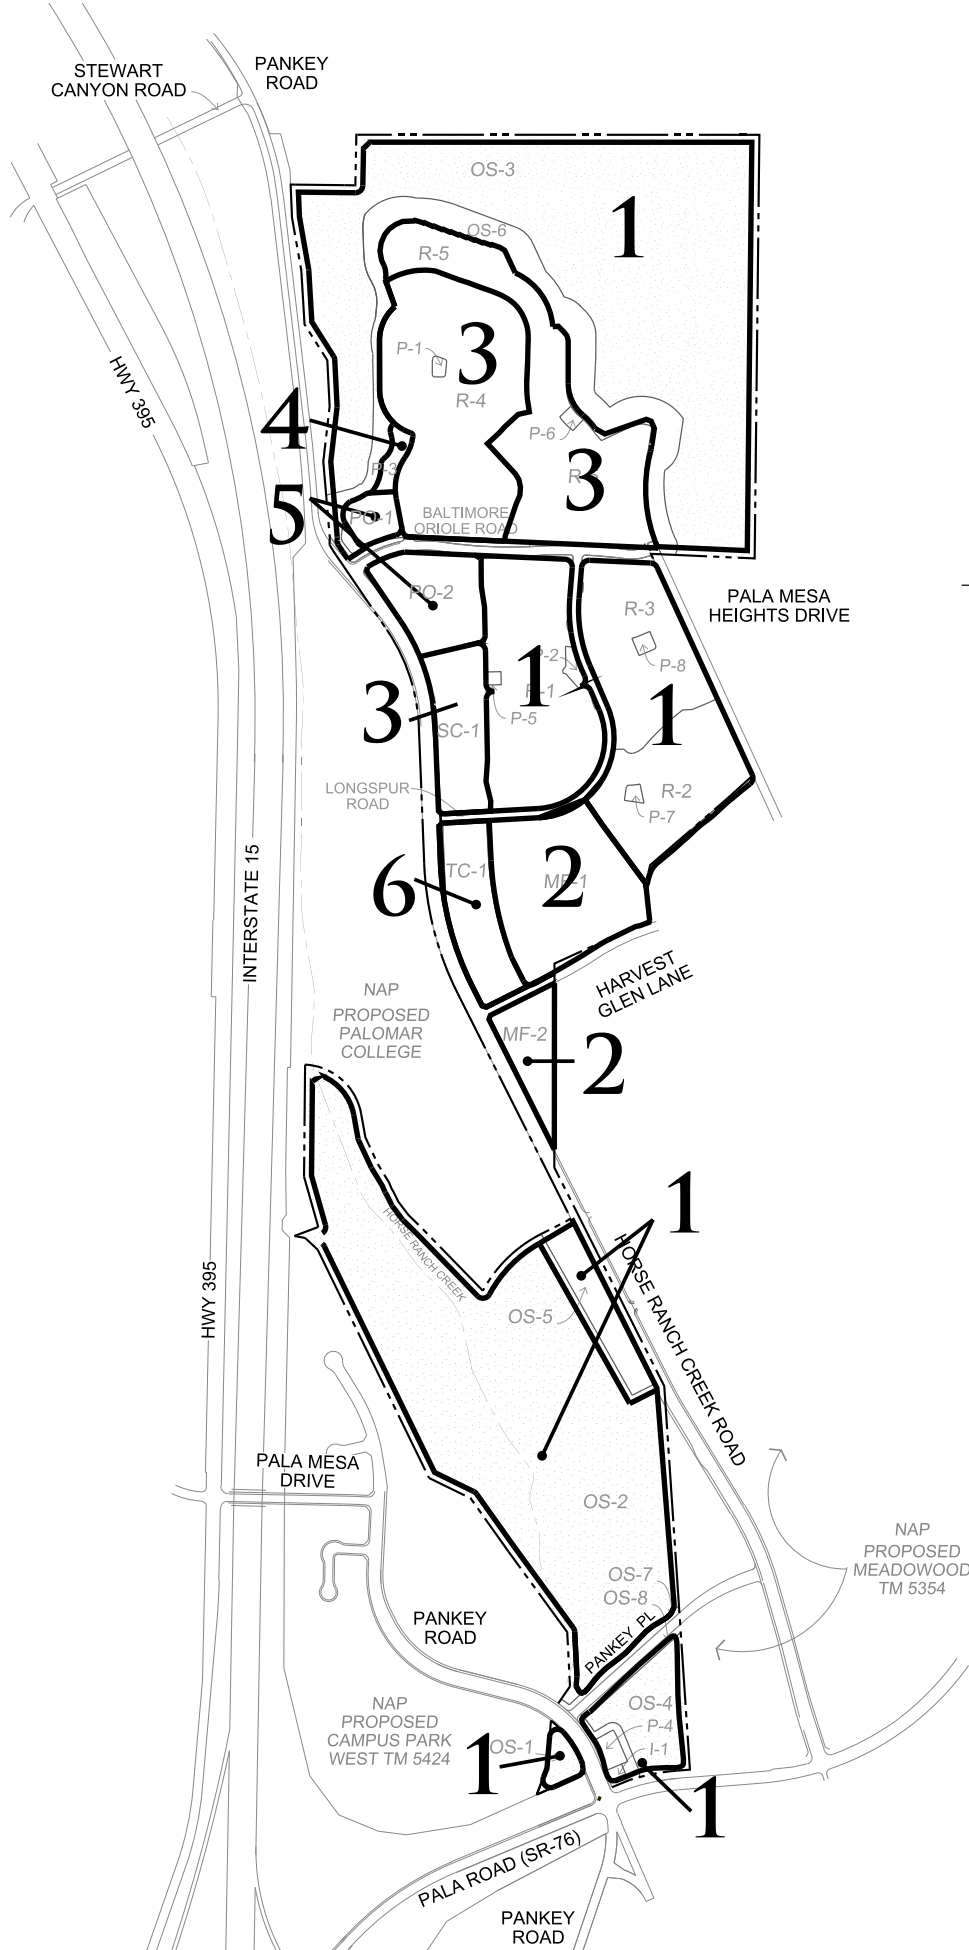 STEWART
CANYON ROAD
PANKEY
ROAD
OS-3
1
OS-6
R-5
HWY 395
P-1
3
R-4
4
P-6
P-3
3
5
PO-1
BALTIMORE
ORIOLE ROAD
PO-2
PALA MESA
HEIGHTS DRIVE
R-3
P-2
1
P-8
3
P-5
1
SC-1
LONGSPUR
ROAD
R-2
P-7
INTERSTATE 15
6
TC-1
2
MF-1
HARVEST
GLEN LANE
NAP
PROPOSED
PALOMAR
COLLEGE
MF-2
2
1
HORSE RANCH CREEK
HORSE RANCH CREEK ROAD
HWY 395
OS-5
PALA MESA
DRIVE
OS-2
NAP
PROPOSED
MEADOWOOD
TM 5354
OS-7
OS-8
PANKEY
ROAD
PANKEY PL
NAP
PROPOSED
CAMPUS PARK
WEST TM 5424
OS-4
P-4
I-1
1
OS-1
1
PALA ROAD (SR-76)
PANKEY
ROAD